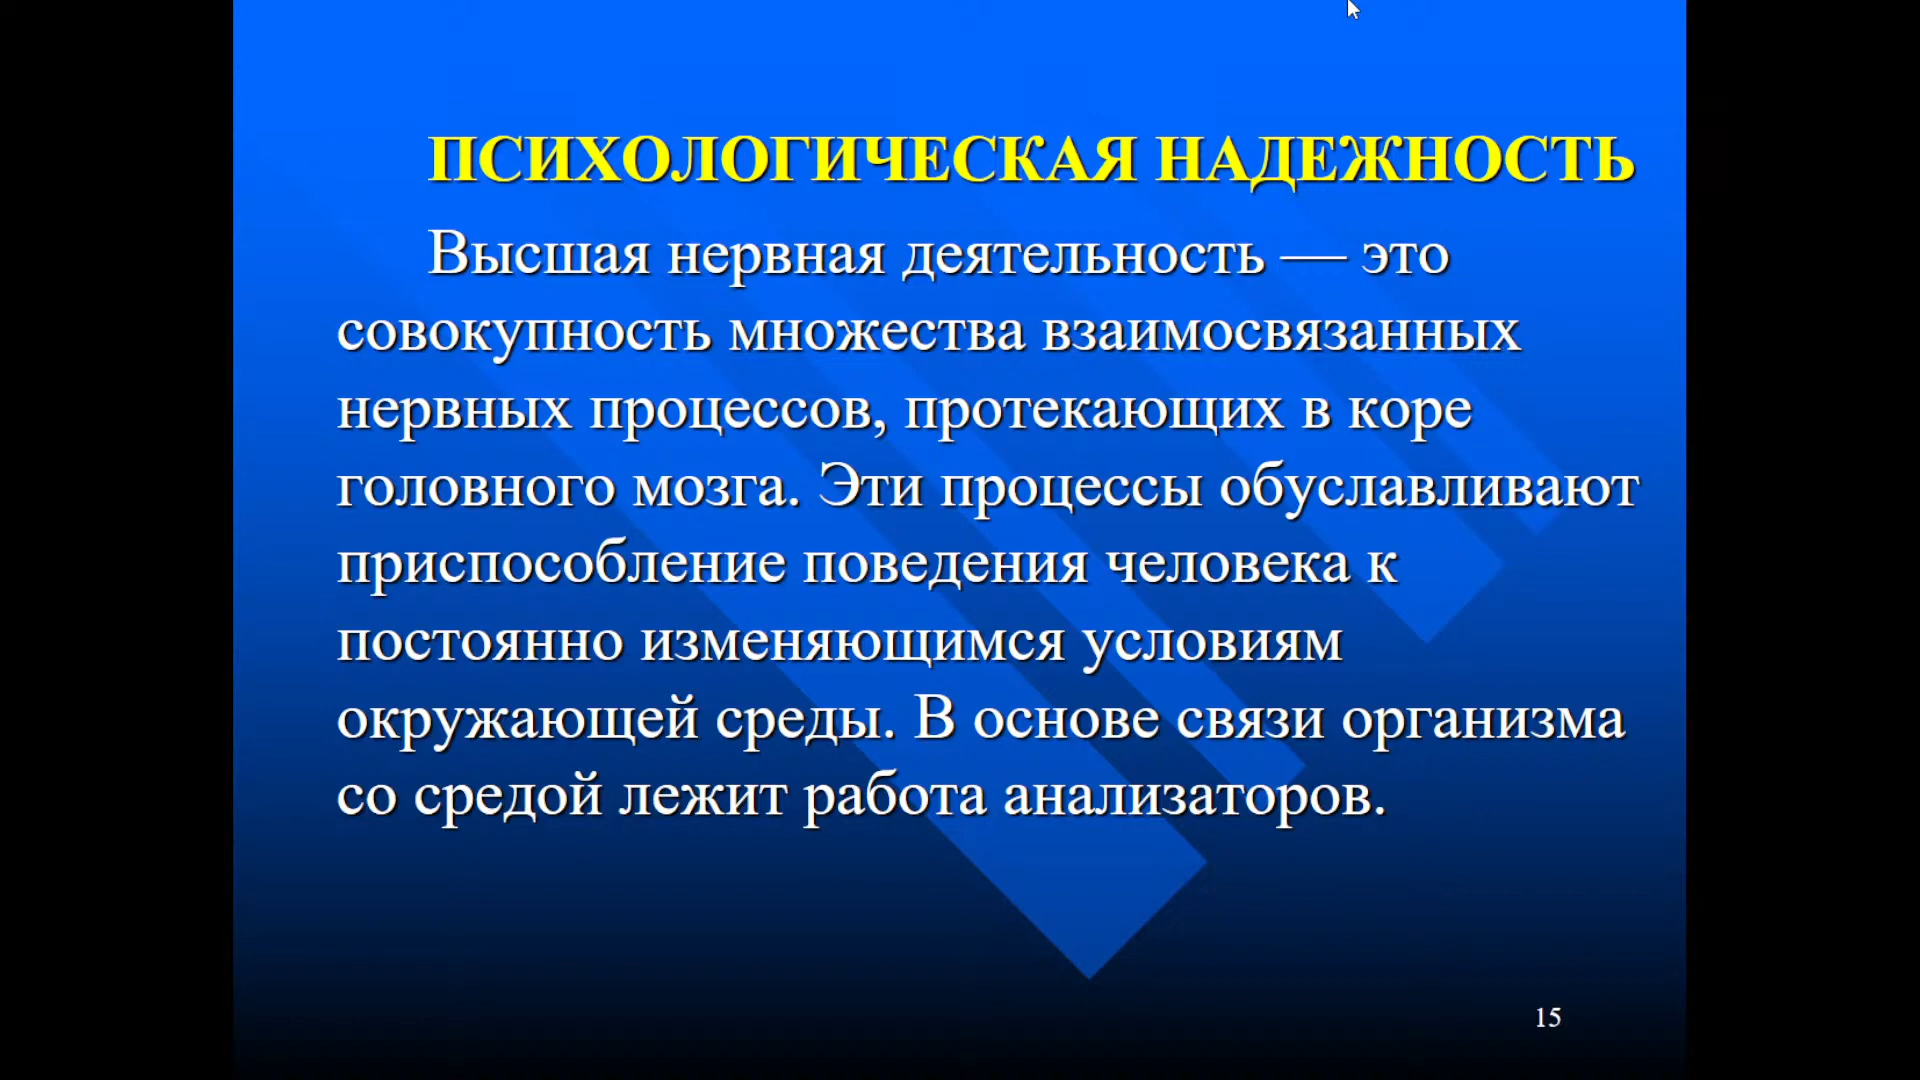 ПСИХОЛОГИЧЕСКАЯ НАДЕЖНОСТЬ
Высшая нервная деятельность — это
совокупность множества взаимосвязанных
нервных процессов, протекающих в коре
головного мозга. Эти процессы обуславливают
приспособление поведения человека к
постоянно изменяющимся условиям
окружающей среды. В основе связи организма
со средой лежит работа анализаторов.
15